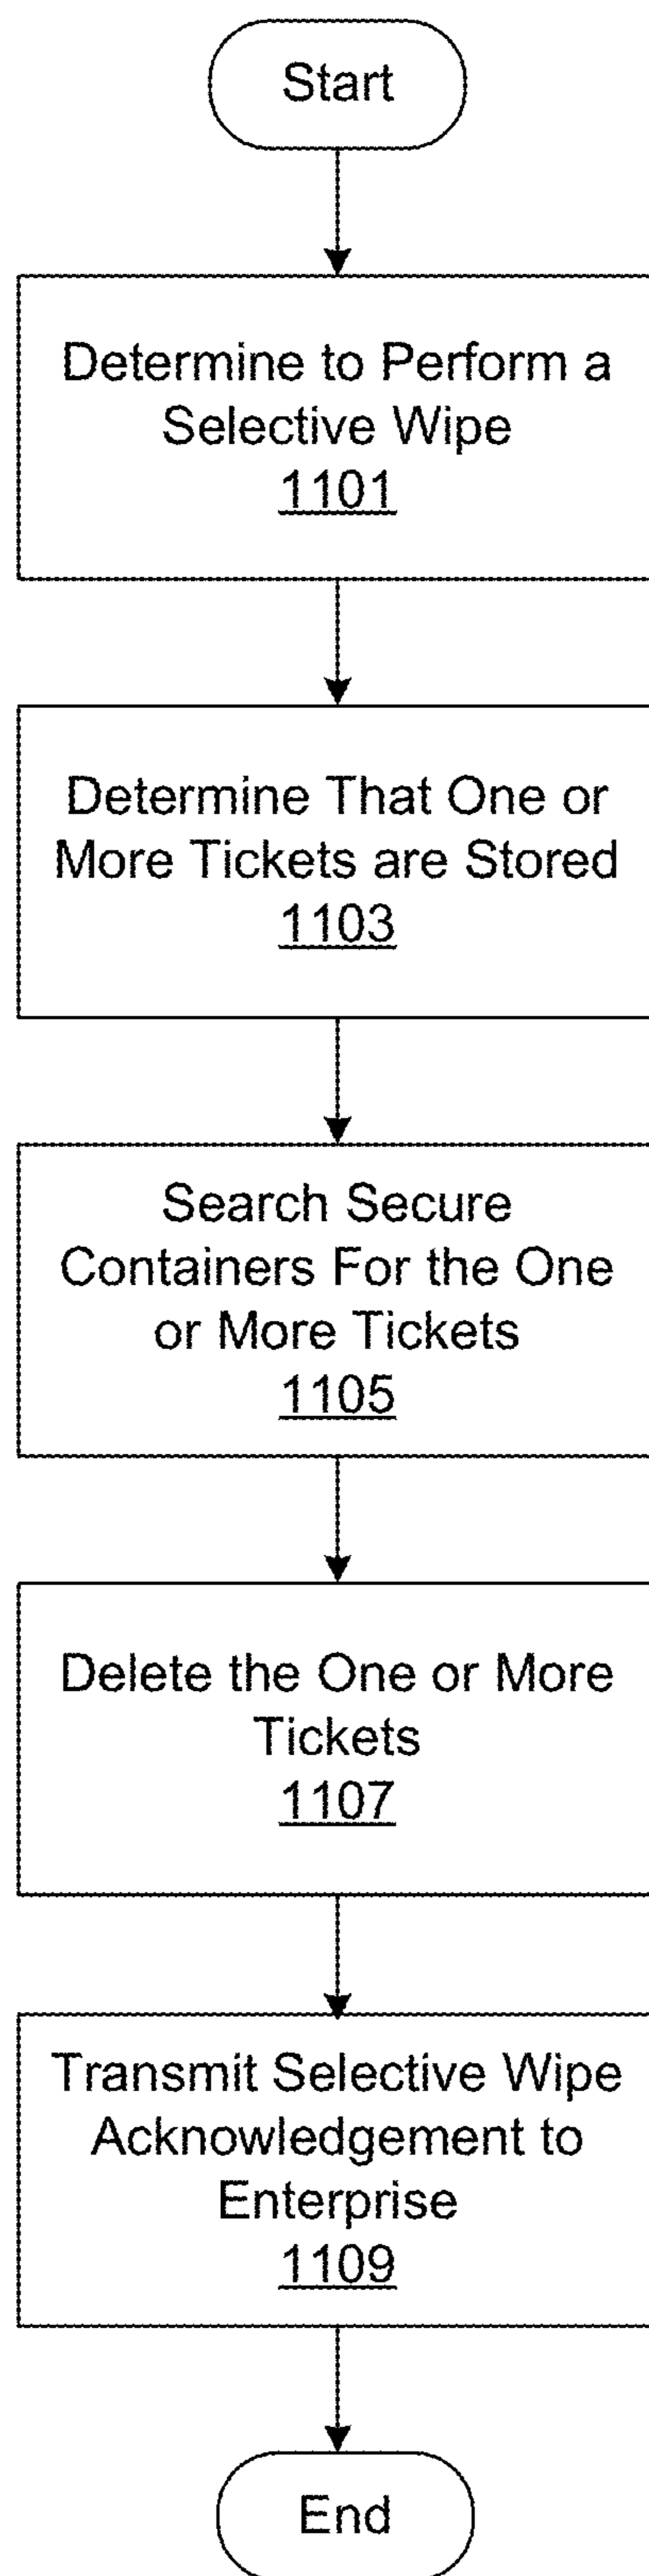 Start
Determine to Perform a
Selective Wipe
1101
Determine That One or
More Tickets are Stored
1103
Search Secure
Containers For the One
or More Tickets
1105
Delete the One or More
Tickets
1107
Transmit Selective Wipe
Acknowledgement to
Enterprise
1109
End